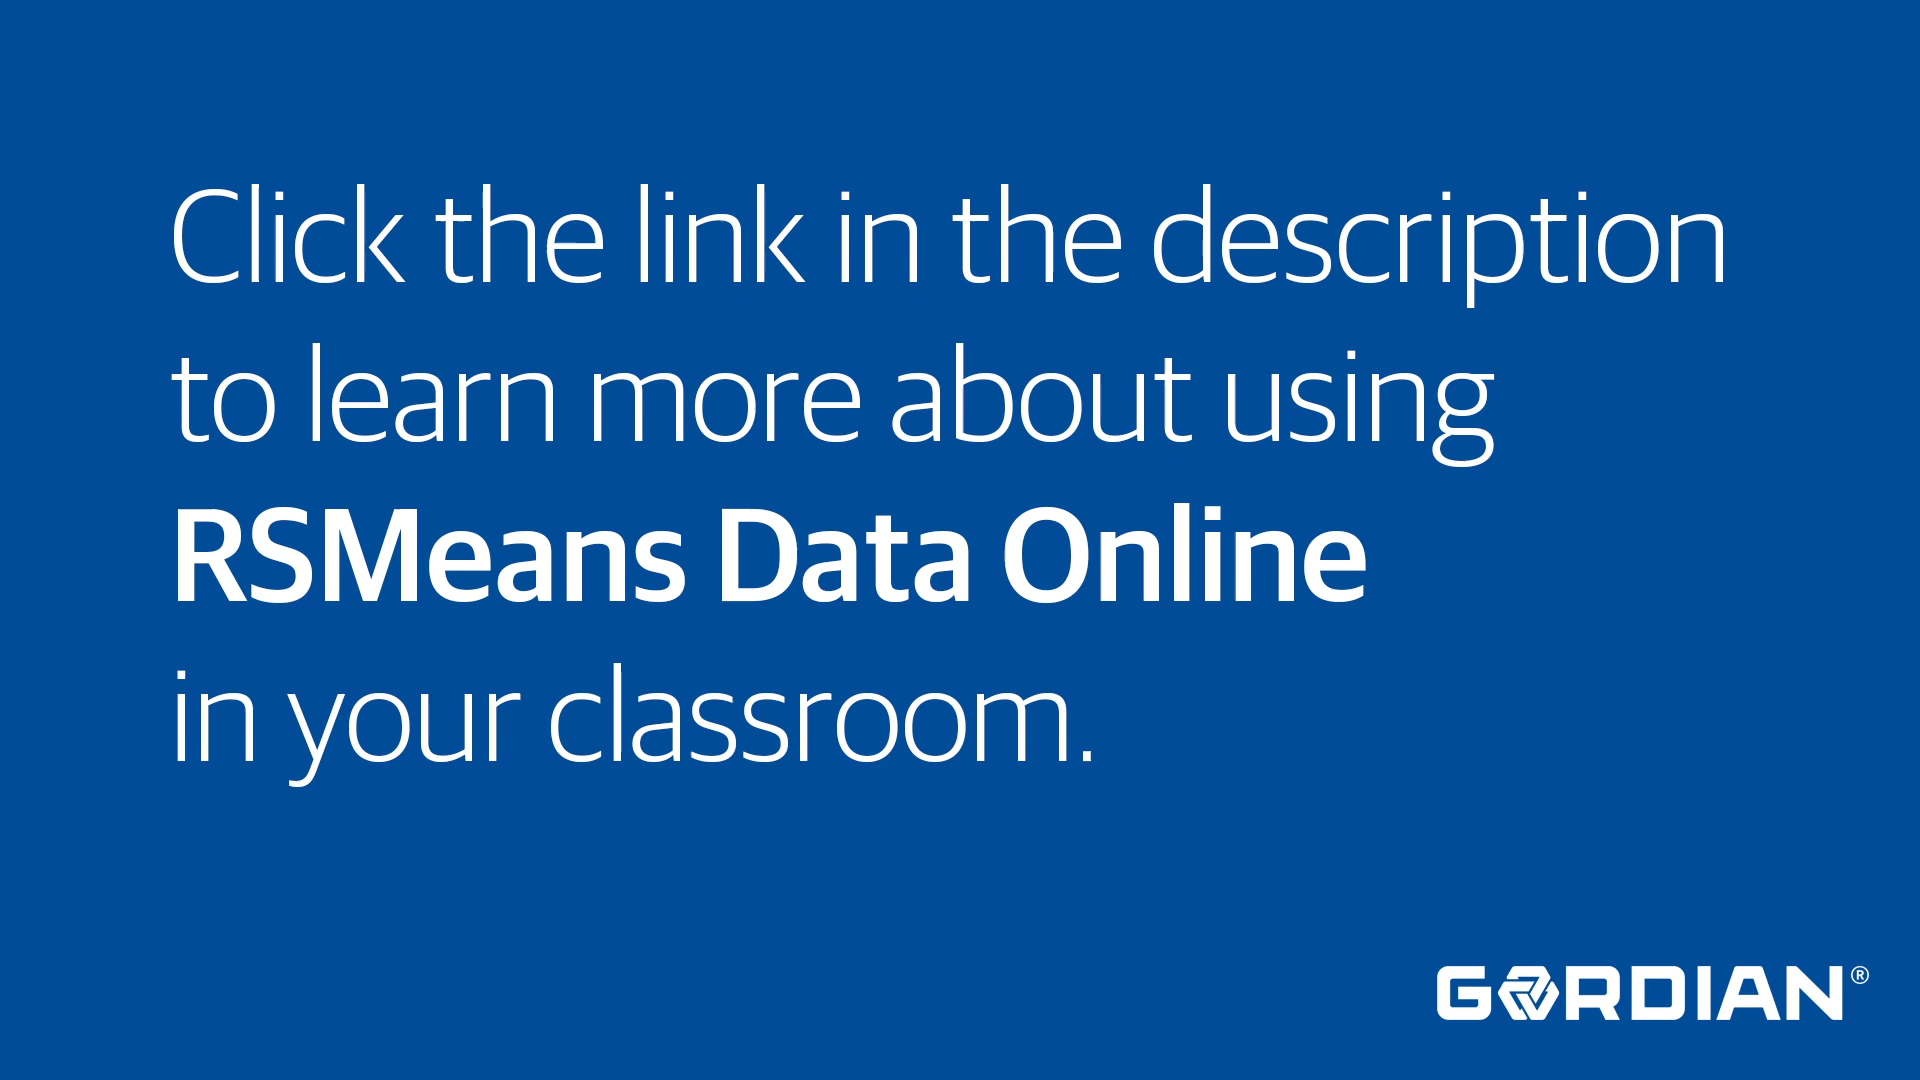 Click the link in the description
to learn more about using
RSMeans Data Online
in your classroom.
GORDIAN®